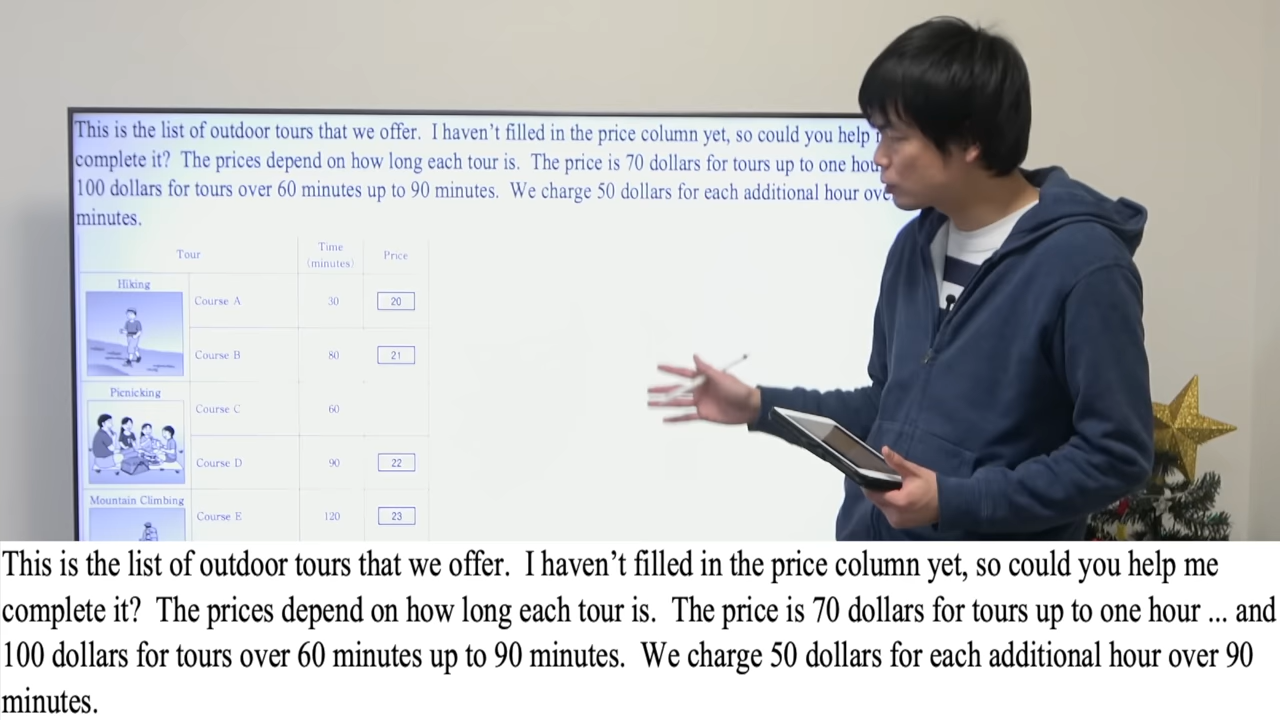 This is the list of outdoor tours that we offer. I haven't filled in the price column yet, so could you help
complete it? The prices depend on how long each tour is. The price is 70 dollars for tours up to one hou
100 dollars for tours over 60 minutes up to 90 minutes. We charge 50 dollars for each additional hour ove
minutes.
Tour Time (minutes) Price
Hiking
Course A 30 20
Course B 80 21
Picnicking
Course C 60
Course D 90 22
Mountain Climbing
Course E 120 23
This is the list of outdoor tours that we offer. I haven't filled in the price column yet, so could you help me
complete it? The prices depend on how long each tour is. The price is 70 dollars for tours up to one hour ... and
100 dollars for tours over 60 minutes up to 90 minutes. We charge 50 dollars for each additional hour over 90
minutes.